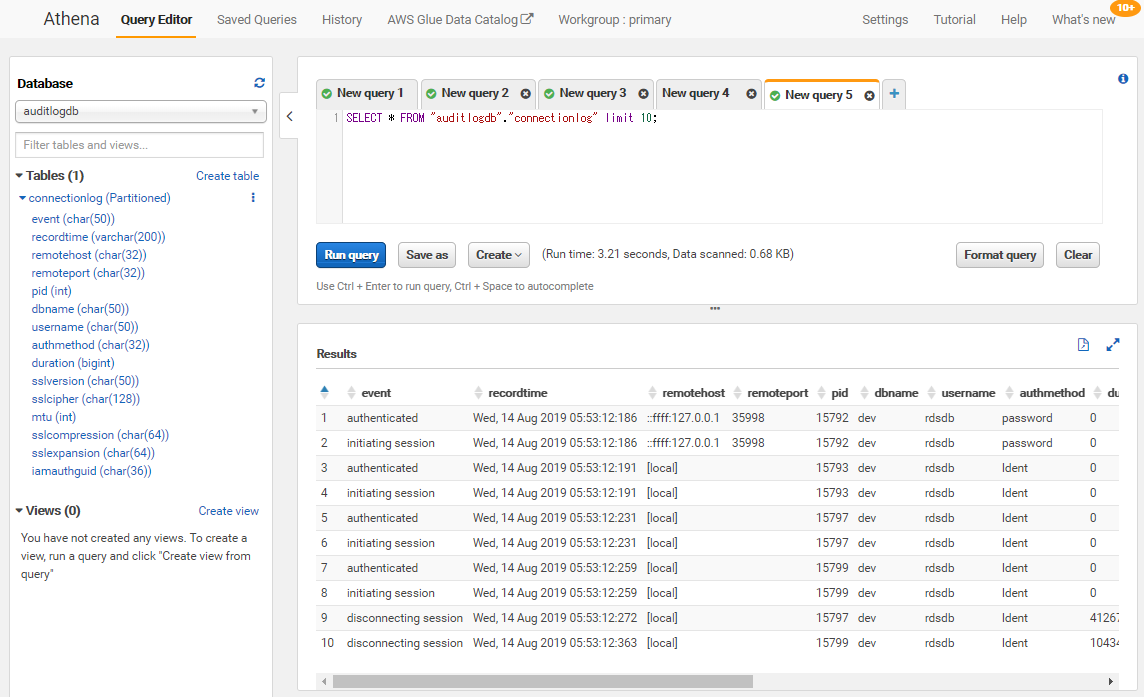 Athena Query Editor Saved Queries History AWS Glue Data Catalog Workgroup : primary Settings Tutorial Help What's new 10+
Database
auditlogdb
Filter tables and views...
Tables (1) Create table
connectionlog (Partitioned)
event (char(50))
recordtime (varchar(200))
remotehost (char(32))
remoteport (char(32))
pid (int)
dbname (char(50))
username (char(50))
authmethod (char(32))
duration (bigint)
sslversion (char(50))
sslcipher (char(128))
mtu (int)
sslcompression (char(64))
sslexpansion (char(64))
iamauthguid (char(36))
Views (0) Create view
You have not created any views. To create a
view, run a query and click "Create view from
query"
New query 1 New query 2 New query 3 New query 4 New query 5 +
1 SELECT * FROM "auditlogdb"."connectionlog" limit 10;
Run query Save as Create (Run time: 3.21 seconds, Data scanned: 0.68 KB) Format query Clear
Use Ctrl + Enter to run query, Ctrl + Space to autocomplete
Results
event recordtime remotehost remoteport pid dbname username authmethod du
1 authenticated Wed, 14 Aug 2019 05:53:12:186 ::ffff:127.0.0.1 35998 15792 dev rdsdb password 0
2 initiating session Wed, 14 Aug 2019 05:53:12:186 ::ffff:127.0.0.1 35998 15792 dev rdsdb password 0
3 authenticated Wed, 14 Aug 2019 05:53:12:191 [local] 15793 dev rdsdb Ident 0
4 initiating session Wed, 14 Aug 2019 05:53:12:191 [local] 15793 dev rdsdb Ident 0
5 authenticated Wed, 14 Aug 2019 05:53:12:231 [local] 15797 dev rdsdb Ident 0
6 initiating session Wed, 14 Aug 2019 05:53:12:231 [local] 15797 dev rdsdb Ident 0
7 authenticated Wed, 14 Aug 2019 05:53:12:259 [local] 15799 dev rdsdb Ident 0
8 initiating session Wed, 14 Aug 2019 05:53:12:259 [local] 15799 dev rdsdb Ident 0
9 disconnecting session Wed, 14 Aug 2019 05:53:12:272 [local] 15797 dev rdsdb Ident 41267
10 disconnecting session Wed, 14 Aug 2019 05:53:12:363 [local] 15799 dev rdsdb Ident 10434